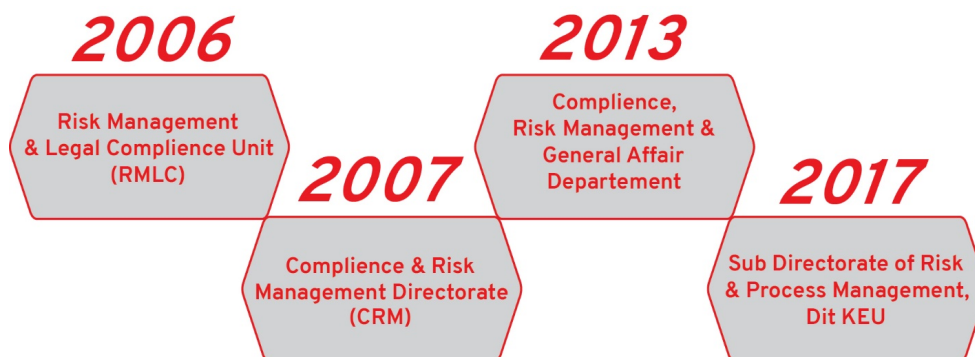 2006
Risk Management
& Legal Complience Unit
(RMLC)
2007
Complience & Risk
Management Directorate
(CRM)
2013
Complience,
Risk Management &
General Affair
Departement
2017
Sub Directorate of Risk
& Process Management,
Dit KEU